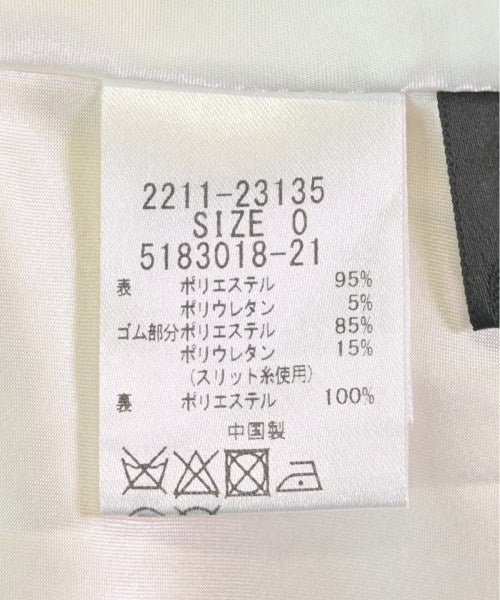 2211-23135
SIZE 0
5183018-21
表 ポリエステル 95%
ポリウレタン 5%
ゴム部分ポリエステル 85%
ポリウレタン 15%
(スリット糸使用)
裏 ポリエステル 100%
中国製